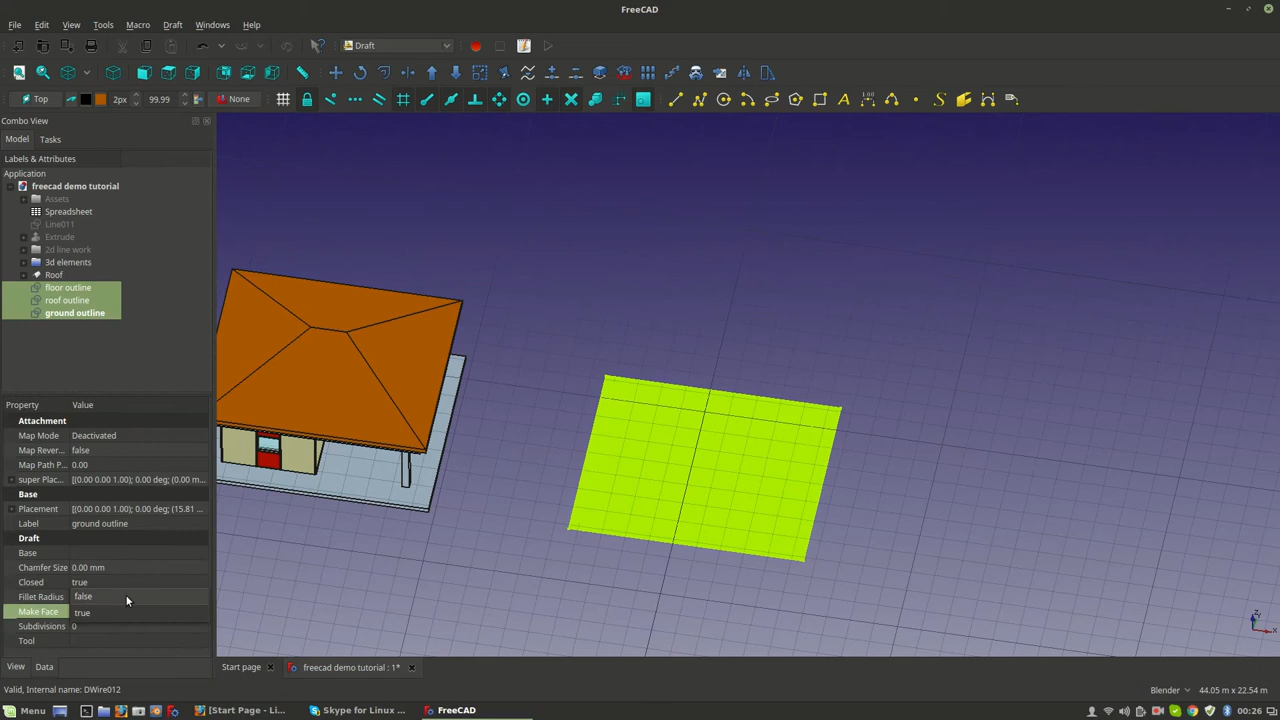 FreeCAD
File Edit View Tools Macro Draft Windows Help
Draft
Top 2px 99.99 None
Combo View
Model Tasks
Labels & Attributes
Application
freecad demo tutorial
Assets
Spreadsheet
Line011
Extrude
2d line work
3d elements
Roof
floor outline
roof outline
ground outline
Property Value
Attachment
Map Mode Deactivated
Map Rever... false
Map Path P... 0.00
super Plac... [(0.00 0.00 1.00); 0.00 deg; (0.00 m...
Base
Placement [(0.00 0.00 1.00); 0.00 deg; (15.81 ...
Label ground outline
Draft
Base
Chamfer Size 0.00 mm
Closed true
Fillet Radius false
Make Face true
Subdivisions 0
Tool
View Data
Start page freecad demo tutorial : 1*
Valid, Internal name: DWire012
Blender 44.05 m x 22.54 m
Menu [Start Page - Li... Skype for Linux ... FreeCAD 00:26